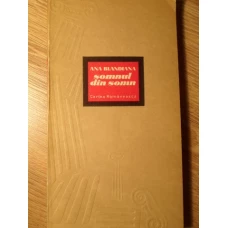 ANA BLANDIANA
somnul
din somn
Cartea Românească